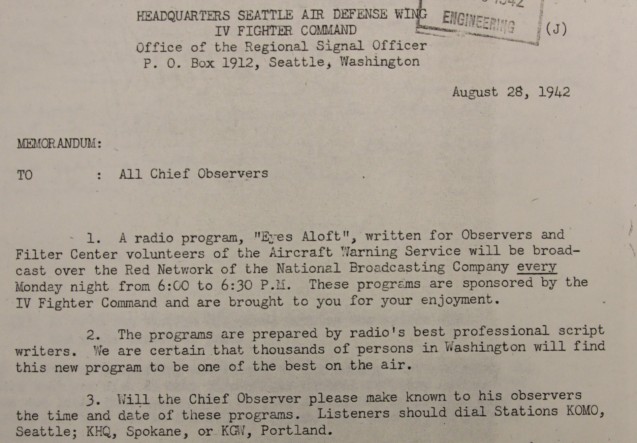 HEADQUARTERS SEATTLE AIR DEFENSE WING
IV FIGHTER COMMAND
Office of the Regional Signal Officer
P. O. Box 1912, Seattle, Washington
1942
ENGINEERING
(J)
August 28, 1942
MEMORANDUM:
TO : All Chief Observers
1. A radio program, "Eyes Aloft", written for Observers and
Filter Center volunteers of the Aircraft Warning Service will be broad-
cast over the Red Network of the National Broadcasting Company every
Monday night from 6:00 to 6:30 P.M. These programs are sponsored by the
IV Fighter Command and are brought to you for your enjoyment.
2. The programs are prepared by radio's best professional script
writers. We are certain that thousands of persons in Washington will find
this new program to be one of the best on the air.
3. Will the Chief Observer please make known to his observers
the time and date of these programs. Listeners should dial Stations KOMO,
Seattle; KHQ, Spokane, or KGW, Portland.